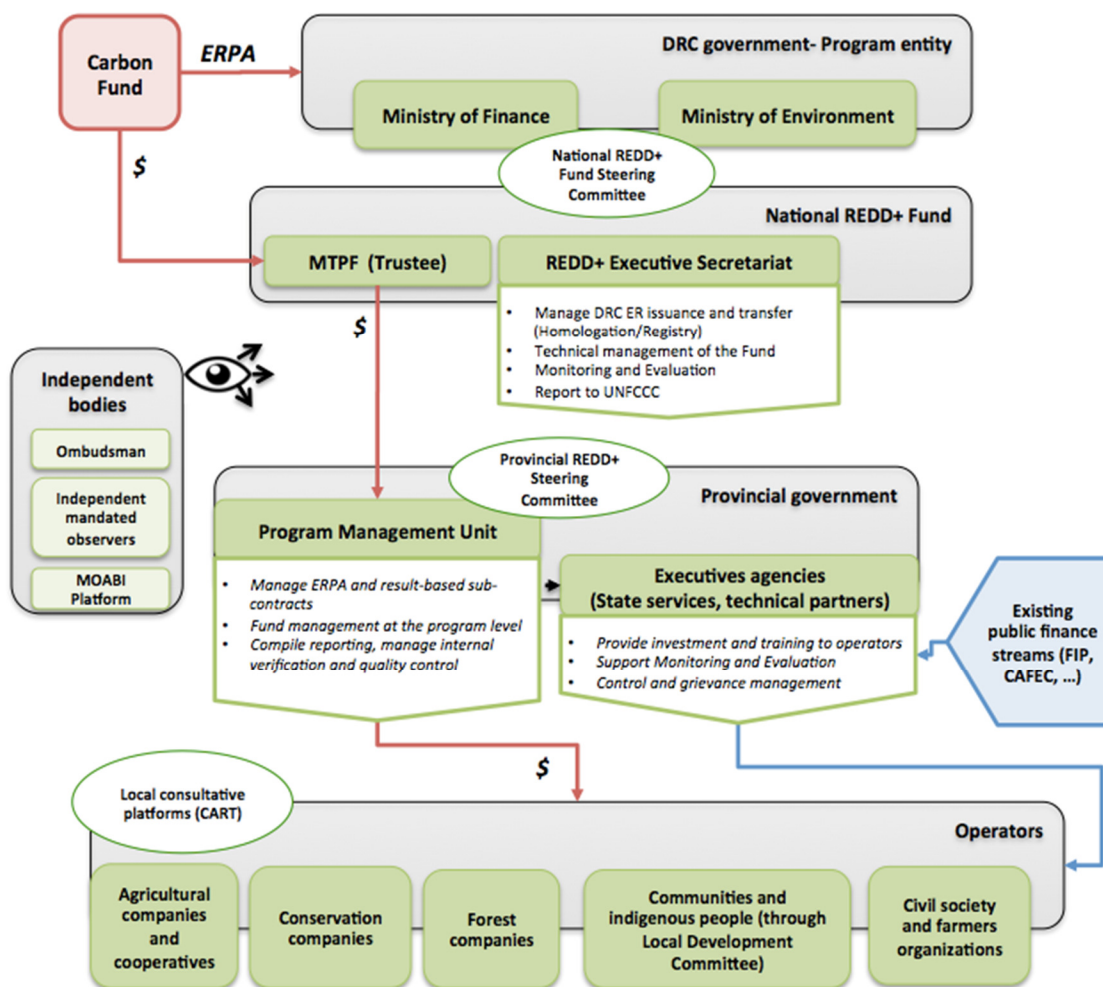 Carbon
Fund
ERPA
DRC government- Program entity
Ministry of Finance
Ministry of Environment
$
National REDD+
Fund Steering
Committee
National REDD+ Fund
MTPF (Trustee)
REDD+ Executive Secretariat
• Manage DRC ER issuance and transfer
(Homologation/Registry)
• Technical management of the Fund
• Monitoring and Evaluation
• Report to UNFCCC
$
Independent
bodies
Ombudsman
Independent
mandated
observers
MOABI
Platform
Provincial REDD+
Steering
Committee
Provincial government
Program Management Unit
• Manage ERPA and result-based sub-
contracts
• Fund management at the program level
• Compile reporting, manage internal
verification and quality control
Executives agencies
(State services, technical partners)
• Provide investment and training to operators
• Support Monitoring and Evaluation
• Control and grievance management
Existing
public finance
streams (FIP,
CAFEC, ...)
$
Local consultative
platforms (CART)
Operators
Agricultural
companies
and
cooperatives
Conservation
companies
Forest
companies
Communities and
indigenous people (through
Local Development
Committee)
Civil society
and farmers
organizations